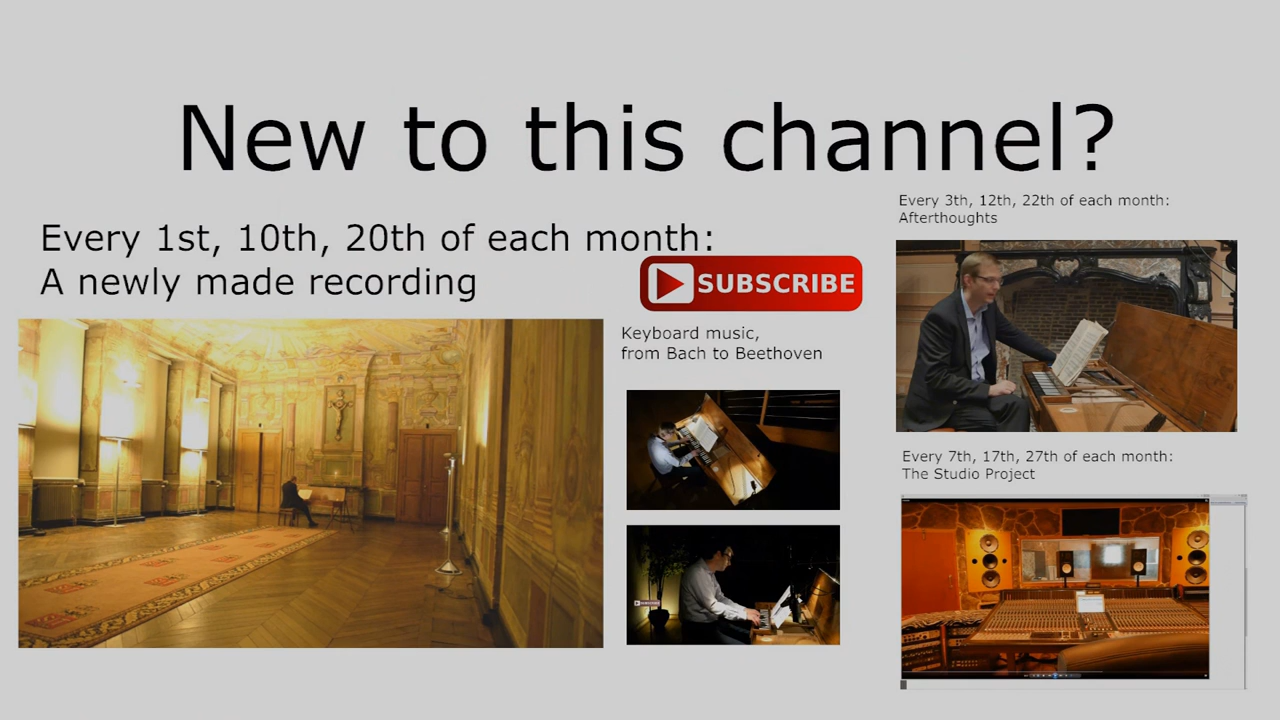 New to this channel?
Every 1st, 10th, 20th of each month:
A newly made recording
SUBSCRIBE
Keyboard music,
from Bach to Beethoven
Every 3th, 12th, 22th of each month:
Afterthoughts
Every 7th, 17th, 27th of each month:
The Studio Project